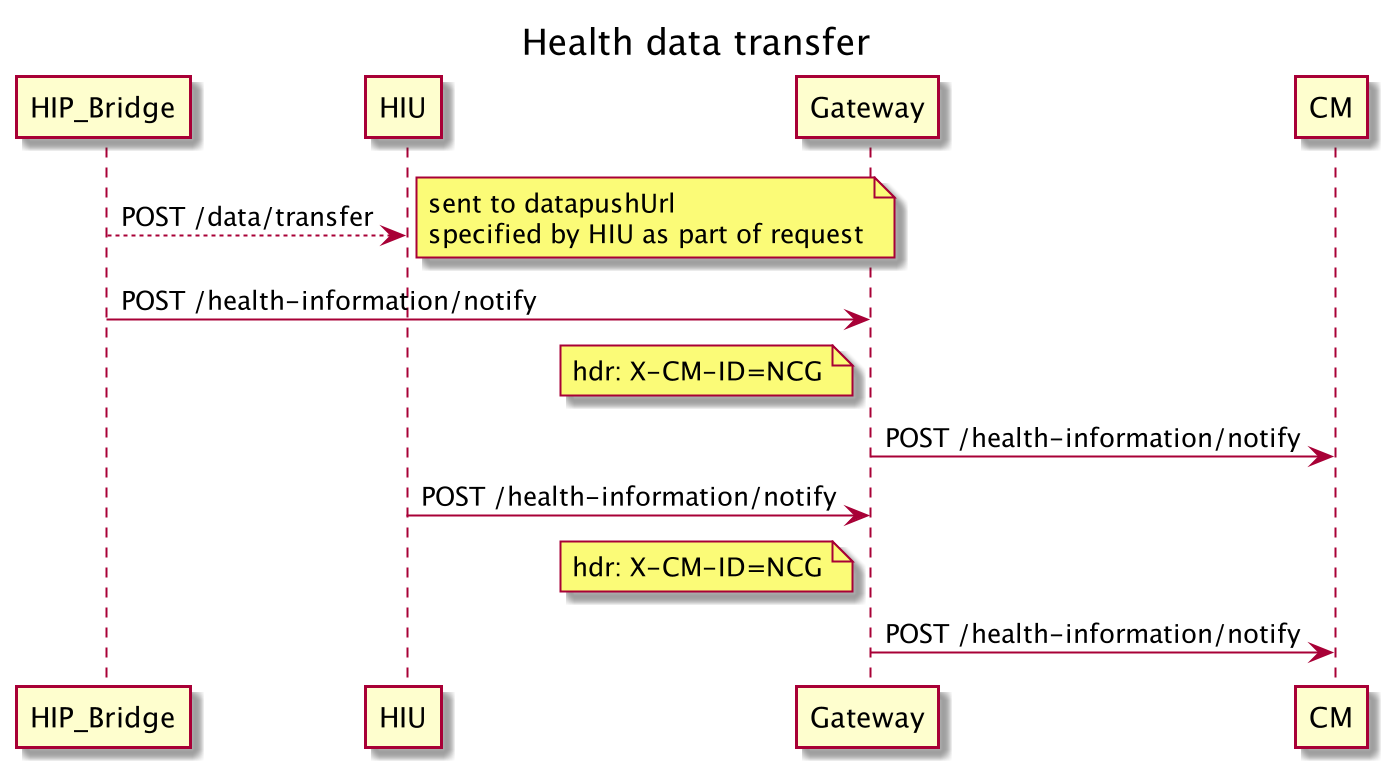 Health data transfer
HIP_Bridge
HIU
Gateway
CM
POST /data/transfer
sent to datapushUrl
specified by HIU as part of request
POST /health-information/notify
hdr: X-CM-ID=NCG
POST /health-information/notify
POST /health-information/notify
hdr: X-CM-ID=NCG
POST /health-information/notify
HIP_Bridge
HIU
Gateway
CM